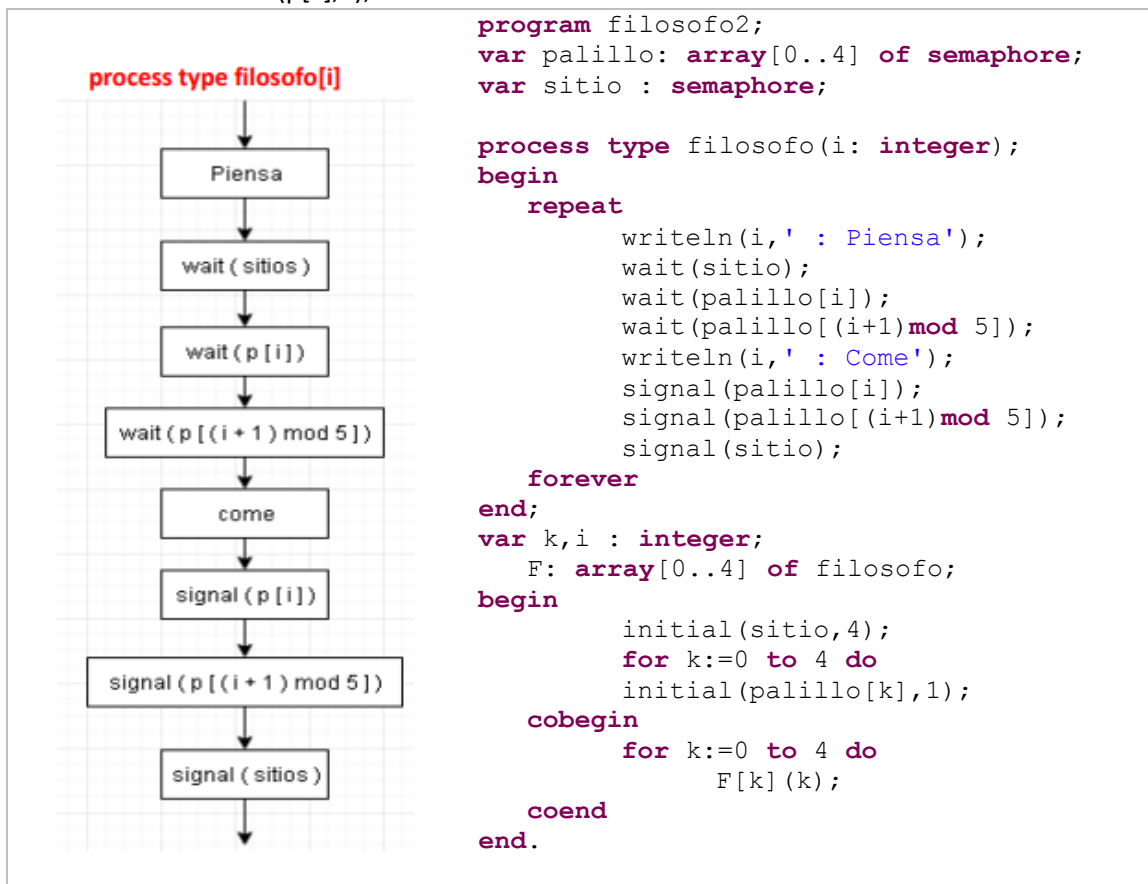 process type filosofo[i]
Piensa
wait ( sitios )
wait ( p [ i ] )
wait ( p [ ( i + 1 ) mod 5 ] )
come
signal ( p [ i ] )
signal ( p [ ( i + 1 ) mod 5 ] )
signal ( sitios )
program filosofo2;
var palillo: array[0..4] of semaphore;
var sitio : semaphore;
process type filosofo(i: integer);
begin
repeat
writeln(i,' : Piensa');
wait(sitio);
wait(palillo[i]);
wait(palillo[(i+1)mod 5]);
writeln(i,' : Come');
signal(palillo[i]);
signal(palillo[(i+1)mod 5]);
signal(sitio);
forever
end;
var k,i : integer;
F: array[0..4] of filosofo;
begin
initial(sitio,4);
for k:=0 to 4 do
initial(palillo[k],1);
cobegin
for k:=0 to 4 do
F[k](k);
coend
end.